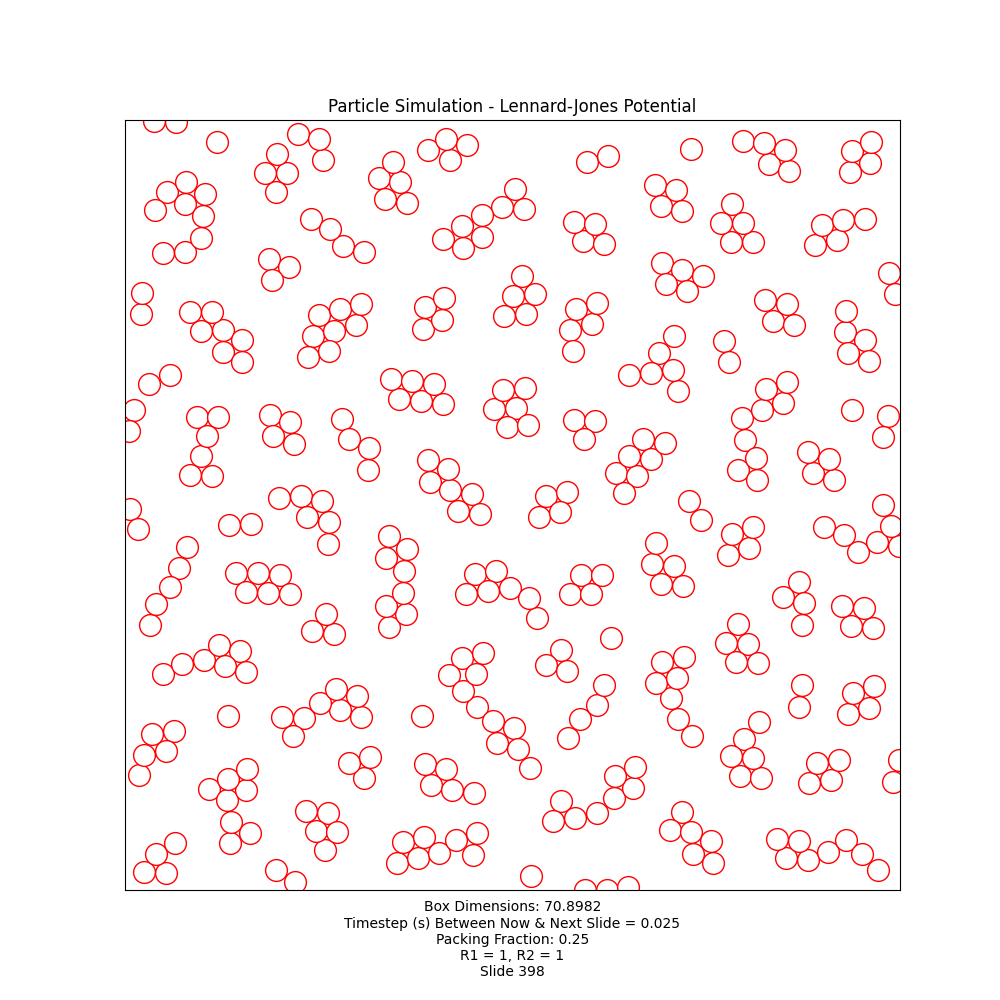 Particle Simulation - Lennard-Jones Potential
Box Dimensions: 70.8982
Timestep (s) Between Now & Next Slide = 0.025
Packing Fraction: 0.25
R1 = 1, R2 = 1
Slide 398